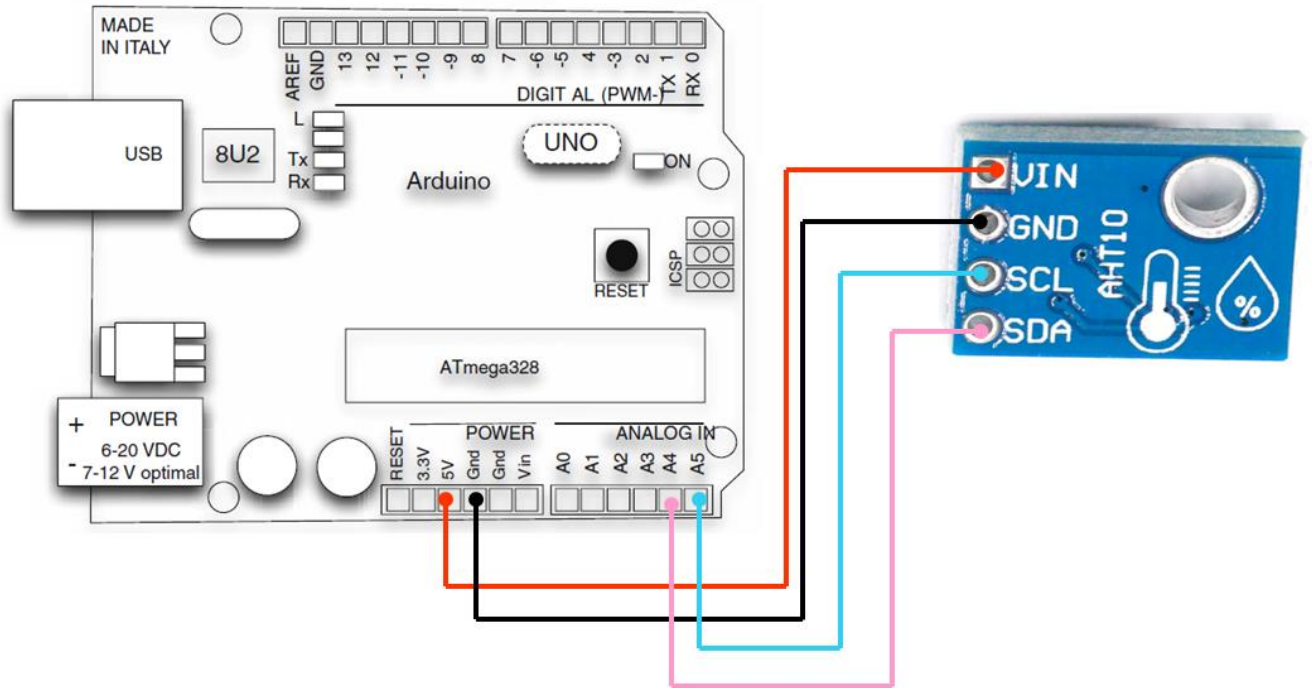 MADE
IN ITALY
AREF
GND
13
12
-11
-10
-9
8
7
-6
-5
4
-3
2
TX 1
RX 0
DIGIT AL (PWM-)
L
Tx
Rx
USB
8U2
Arduino
UNO
ON
RESET
ICSP
ATmega328
+ POWER
6-20 VDC
- 7-12 V optimal
POWER
ANALOG IN
RESET
3.3V
5V
Gnd
Gnd
Vin
A0
A1
A2
A3
A4
A5
VIN
GND
SCL
SDA
AHT10
%